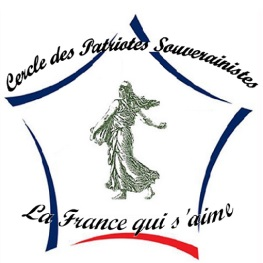 Cercle des Patriotes Souverainistes
La France qui s'aime